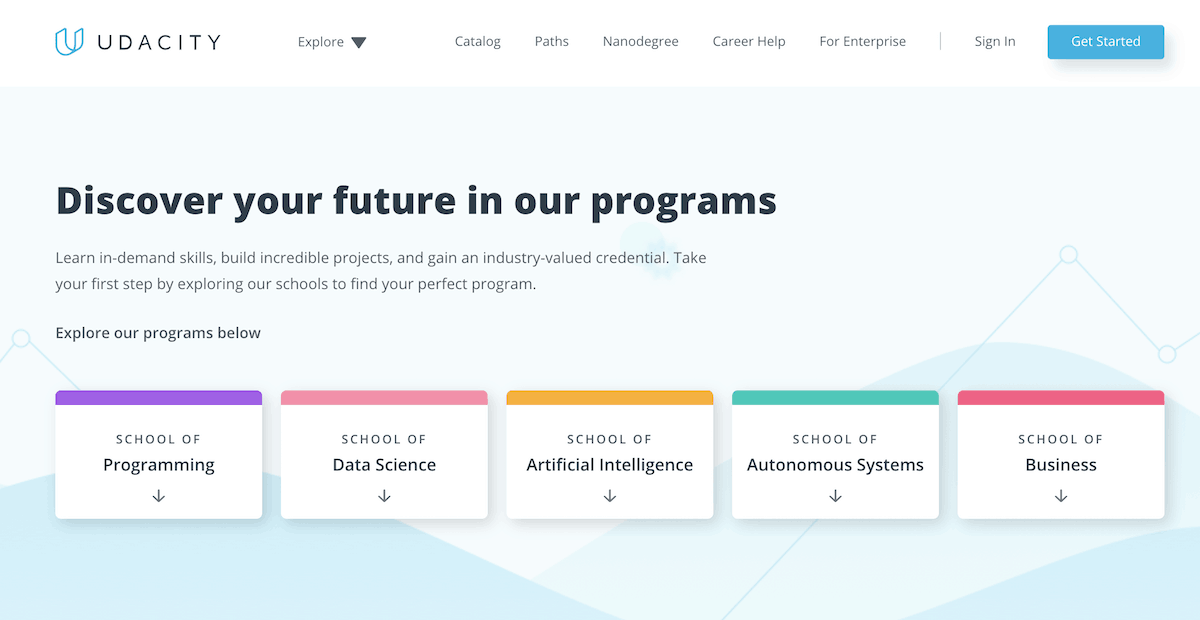 UDACITY
Explore
Catalog
Paths
Nanodegree
Career Help
For Enterprise
Sign In
Get Started
Discover your future in our programs
Learn in-demand skills, build incredible projects, and gain an industry-valued credential. Take
your first step by exploring our schools to find your perfect program.
Explore our programs below
SCHOOL OF
Programming
SCHOOL OF
Data Science
SCHOOL OF
Artificial Intelligence
SCHOOL OF
Autonomous Systems
SCHOOL OF
Business